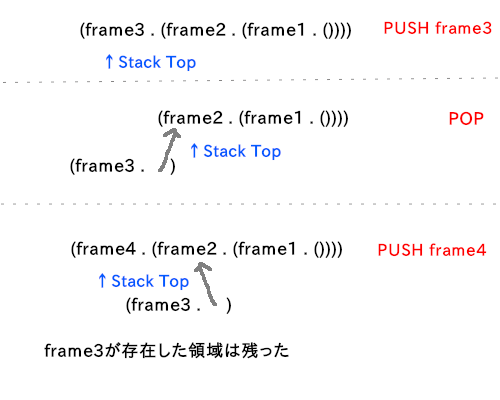 (frame3 . (frame2 . (frame1 . ()))) PUSH frame3
↑Stack Top
(frame2 . (frame1 . ()))) POP
↑Stack Top
(frame3 . )
(frame4 . (frame2 . (frame1 . ()))) PUSH frame4
↑Stack Top
(frame3 . )
frame3が存在した領域は残った